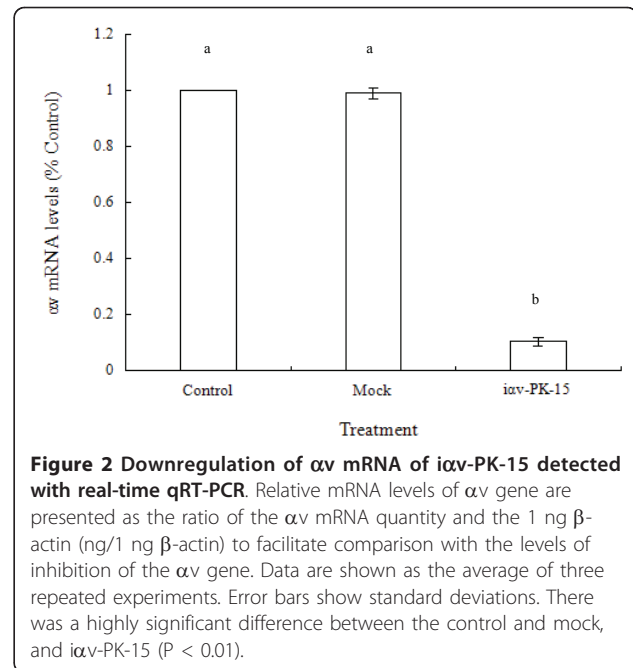 1.2
a
a
1
0.8
0.6
0.4
0.2
b
0
αv mRNA levels (% Control)
Control
Mock
iαv-PK-15
Treatment
Figure 2 Downregulation of αv mRNA of iαv-PK-15 detected
with real-time qRT-PCR. Relative mRNA levels of αv gene are
presented as the ratio of the αv mRNA quantity and the 1 ng β-
actin (ng/1 ng β-actin) to facilitate comparison with the levels of
inhibition of the αv gene. Data are shown as the average of three
repeated experiments. Error bars show standard deviations. There
was a highly significant difference between the control and mock,
and iαv-PK-15 (P < 0.01).